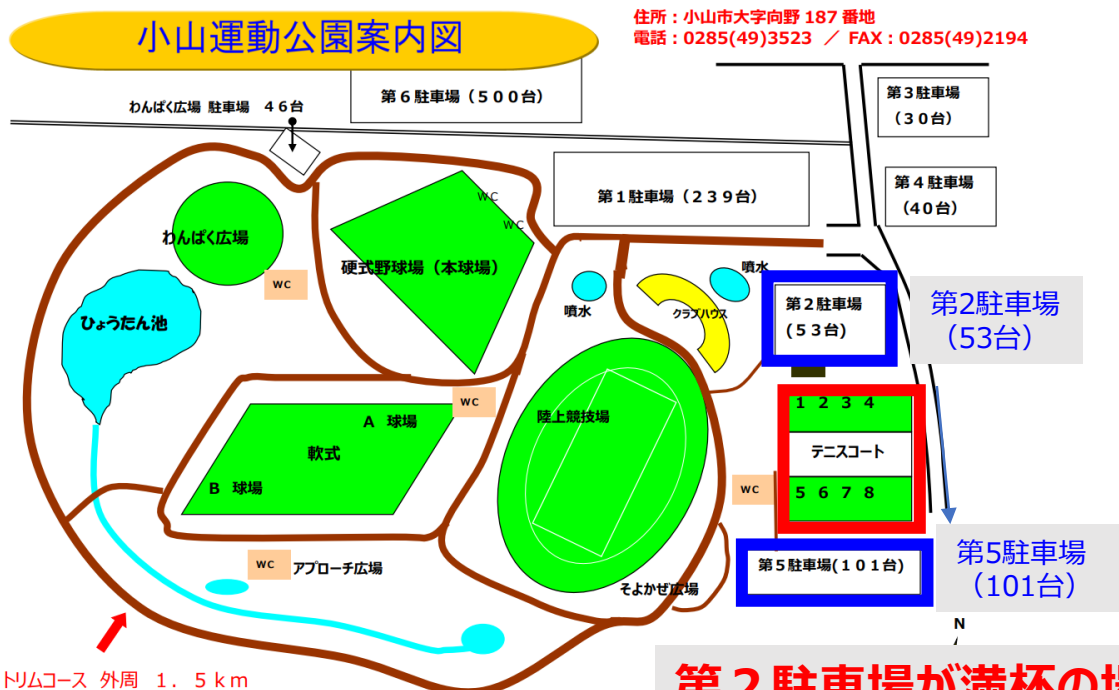 小山運動公園案内図
住所：小山市大字向野 187 番地
電話：0285(49)3523 ／ FAX：0285(49)2194
わんぱく広場 駐車場　４６台
第６駐車場（５００台）
第３駐車場
（３０台）
第１駐車場（２３９台）
第４駐車場
（４０台）
ＷＣ
ＷＣ
わんぱく広場
硬式野球場（本球場）
ＷＣ
噴水
噴水
クラブハウス
ひょうたん池
第２駐車場
（５３台）
第2駐車場
（53台）
ＷＣ
Ａ　球場
軟式
Ｂ　球場
陸上競技場
１ ２ ３ ４
テニスコート
５ ６ ７ ８
ＷＣ
第５駐車場(１０１台)
第5駐車場
（101台）
ＷＣ
アプローチ広場
そよかぜ広場
N
トリムコース 外周　１．５ｋｍ
第２駐車場が満杯の